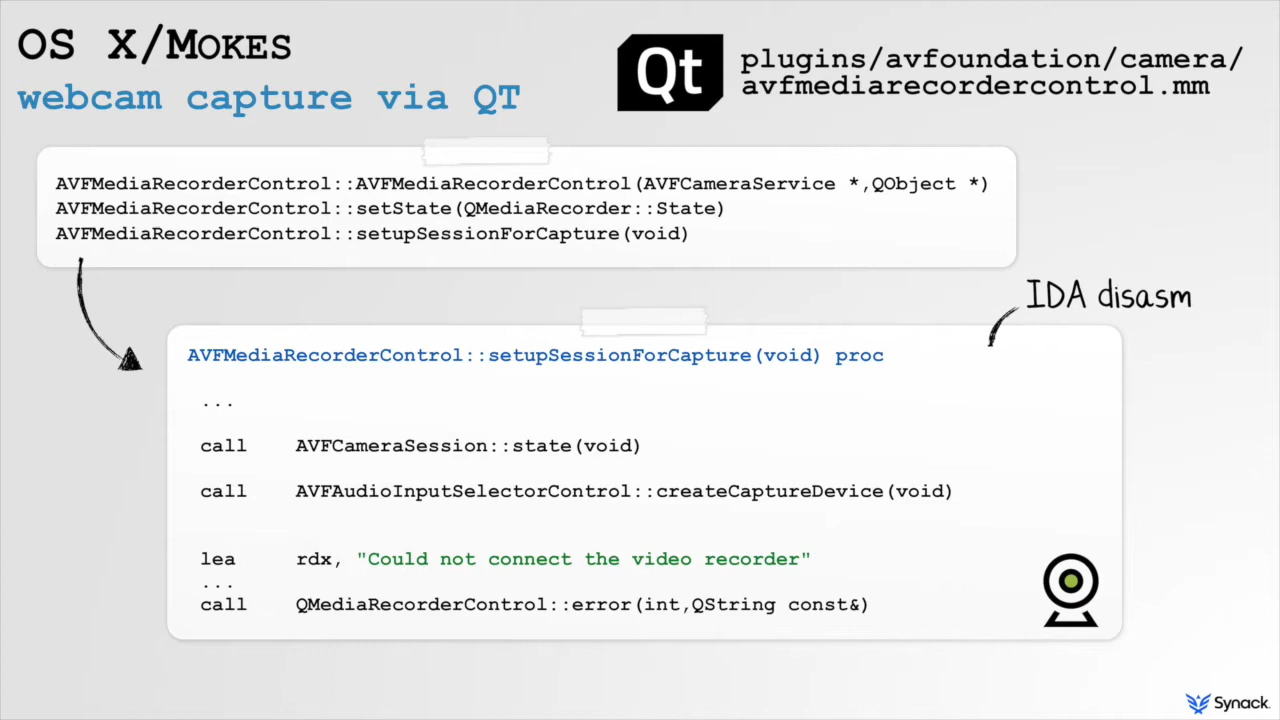 OS X/MOKES
webcam capture via QT
Qt
plugins/avfoundation/camera/
avfmediarecordercontrol.mm
AVFMediaRecorderControl::AVFMediaRecorderControl(AVFCameraService *,QObject *)
AVFMediaRecorderControl::setState(QMediaRecorder::State)
AVFMediaRecorderControl::setupSessionForCapture(void)
IDA disasm
AVFMediaRecorderControl::setupSessionForCapture(void) proc
...
call AVFCameraSession::state(void)
call AVFAudioInputSelectorControl::createCaptureDevice(void)
lea rdx, "Could not connect the video recorder"
...
call QMediaRecorderControl::error(int,QString const&)
Synack.